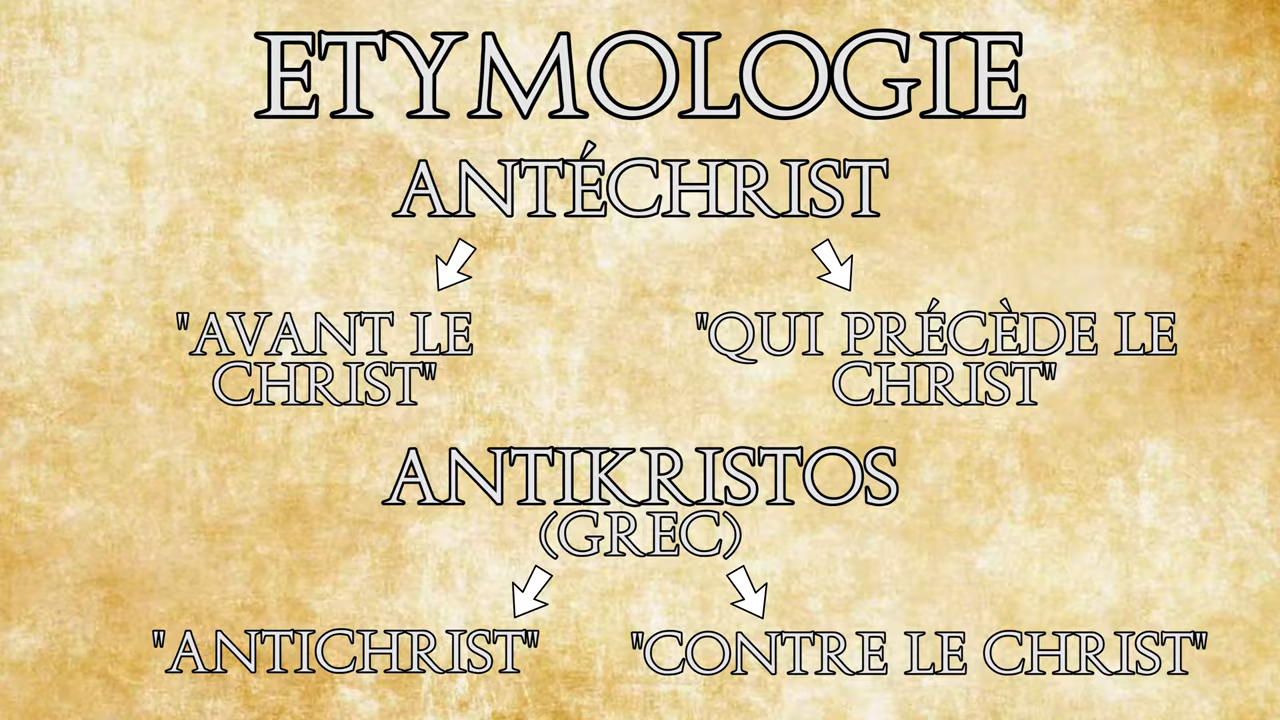 ETYMOLOGIE
ANTÉCHRIST
"AVANT LE
CHRIST"
"QUI PRÉCÈDE LE
CHRIST"
ANTIKRISTOS
(GREC)
"ANTICHRIST"
"CONTRE LE CHRIST"